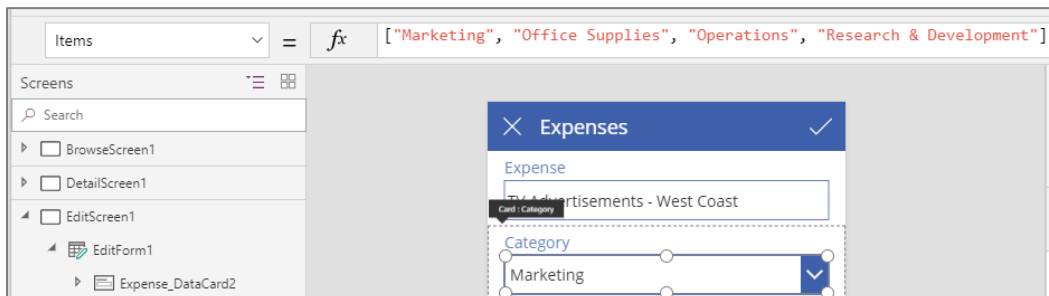 Items = fx ["Marketing", "Office Supplies", "Operations", "Research & Development"]
Screens
Search
BrowseScreen1
DetailScreen1
EditScreen1
EditForm1
Expense_DataCard2
Expenses
Expense
TV Advertisements - West Coast
Card : Category
Category
Marketing